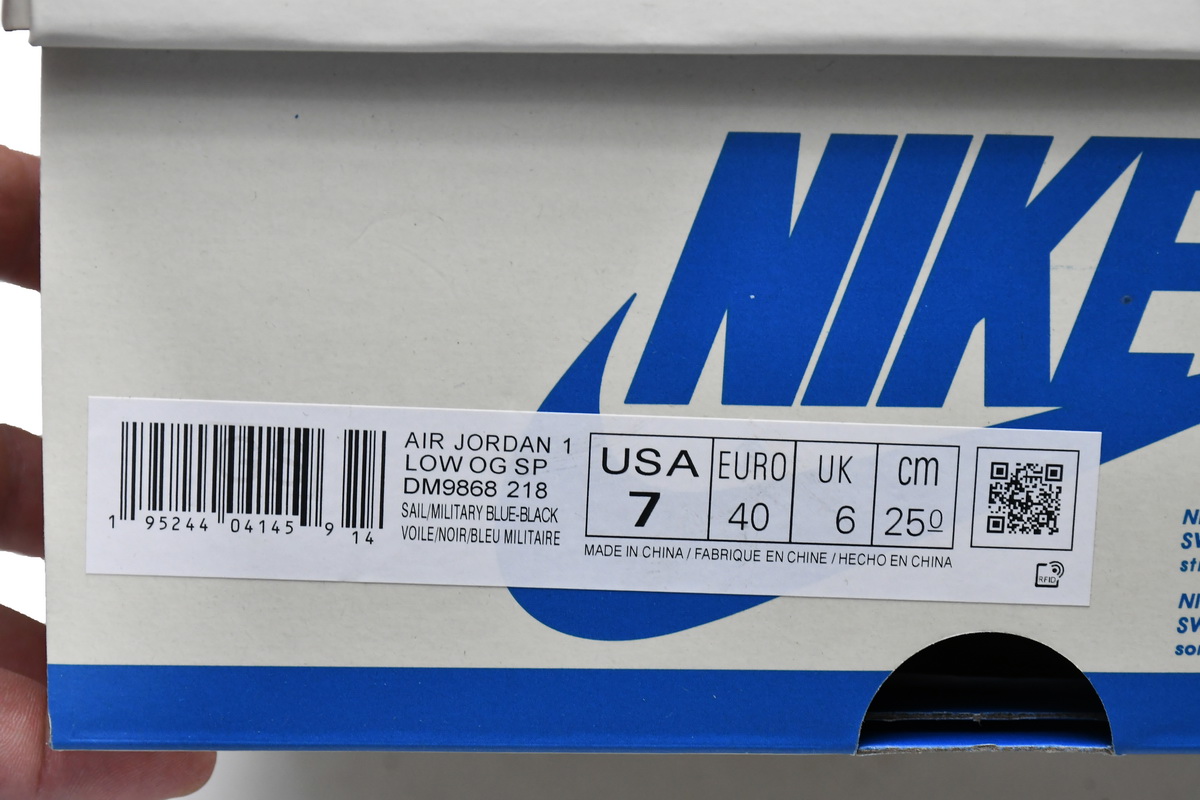 NIKE
AIR JORDAN 1
LOW OG SP
DM9868 218
SAIL/MILITARY BLUE-BLACK
VOILE/NOIR/BLEU MILITAIRE
1 95244 04145 9 14
USA EURO UK cm
7 40 6 25⁰
MADE IN CHINA / FABRIQUE EN CHINE / HECHO EN CHINA
RFID